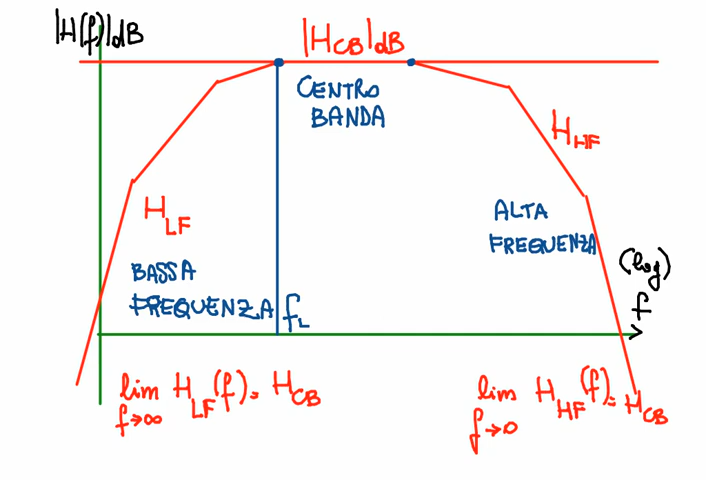 |H(f)|dB
|HCB|dB
CENTRO
BANDA
HHF
HLF
ALTA
FREQUENZA
BASSA
FREQUENZA
fL
(log)
f
lim HLF(f) = HCB
f→∞
lim HHF(f) = HCB
f→0